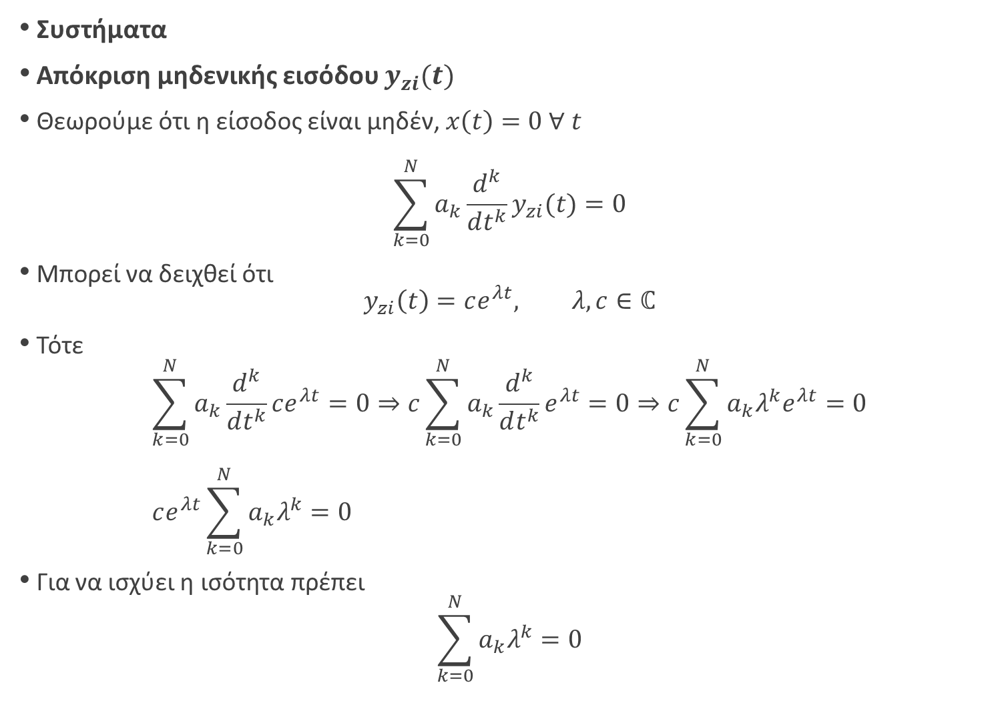 • Συστήματα
• Απόκριση μηδενικής εισόδου $y_{zi}(t)$
• Θεωρούμε ότι η είσοδος είναι μηδέν, $x(t) = 0 \; \forall \; t$
$\sum_{k=0}^{N} a_k \frac{d^k}{dt^k} y_{zi}(t) = 0$
• Μπορεί να δειχθεί ότι
$y_{zi}(t) = ce^{\lambda t}, \quad \lambda, c \in \mathbb{C}$
• Τότε
$\sum_{k=0}^{N} a_k \frac{d^k}{dt^k} ce^{\lambda t} = 0 \Rightarrow c \sum_{k=0}^{N} a_k \frac{d^k}{dt^k} e^{\lambda t} = 0 \Rightarrow c \sum_{k=0}^{N} a_k \lambda^k e^{\lambda t} = 0$
$ce^{\lambda t} \sum_{k=0}^{N} a_k \lambda^k = 0$
• Για να ισχύει η ισότητα πρέπει
$\sum_{k=0}^{N} a_k \lambda^k = 0$